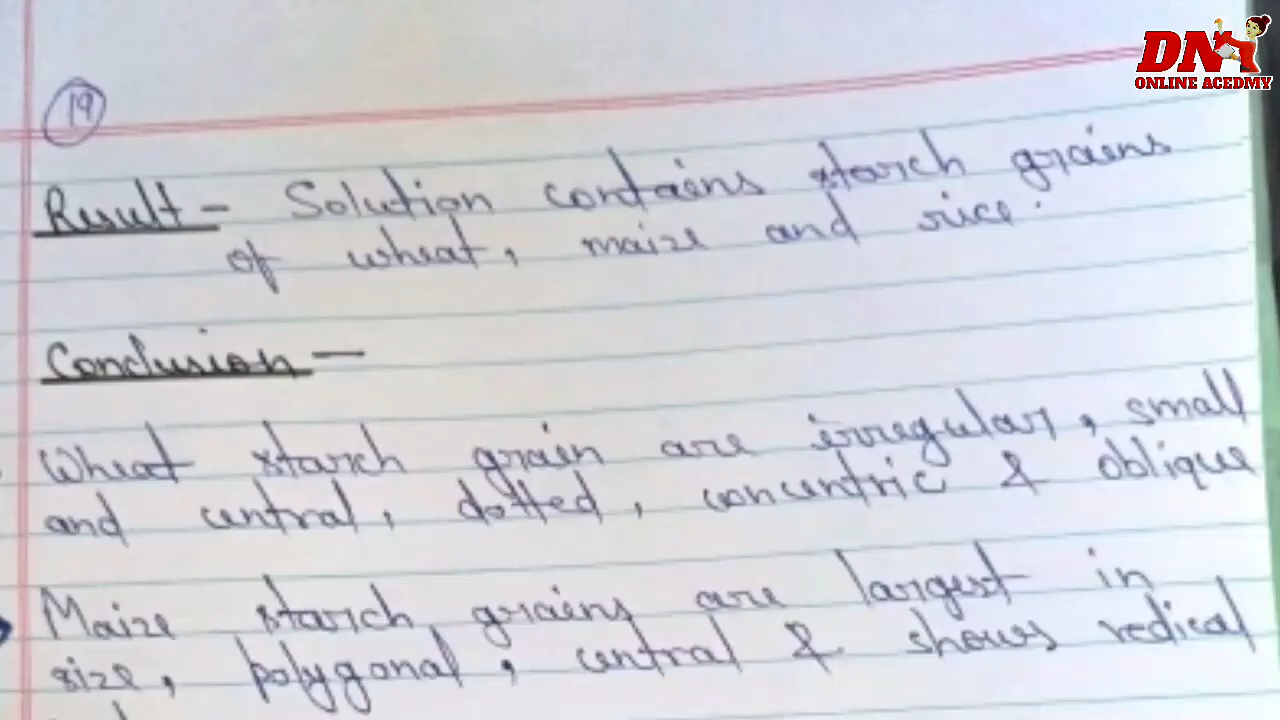 DNA
ONLINE ACEDMY
19
Result - Solution contains starch grains
of wheat, maize and rice.
Conclusion -
Wheat starch grain are irregular, small
and central, dotted, concentric & oblique
Maize starch grains are largest in
size, polygonal, central & shows redical